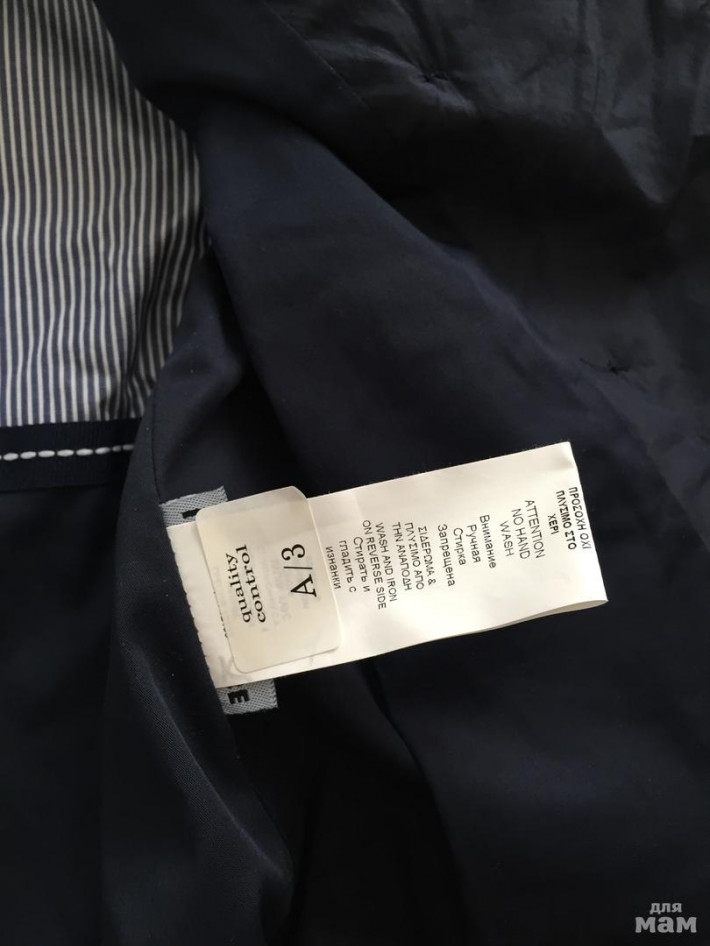 ΠΡΟΣΟΧΗ ΟΧΙ
ΠΛΥΣΙΜΟ ΣΤΟ
ΧΕΡΙ
ATTENTION
NO HAND
WASH
Внимание
Ручная
Стирка
Запрещена
ΣΙΔΕΡΩΜΑ &
ΠΛΥΣΙΜΟ ΑΠΟ
ΤΗΝ ΑΝΑΠΟΔΗ
WASH AND IRON
ON REVERSE SIDE
Стирать и
гладить с
изнанки
quality
control
A/3
E
для
мам